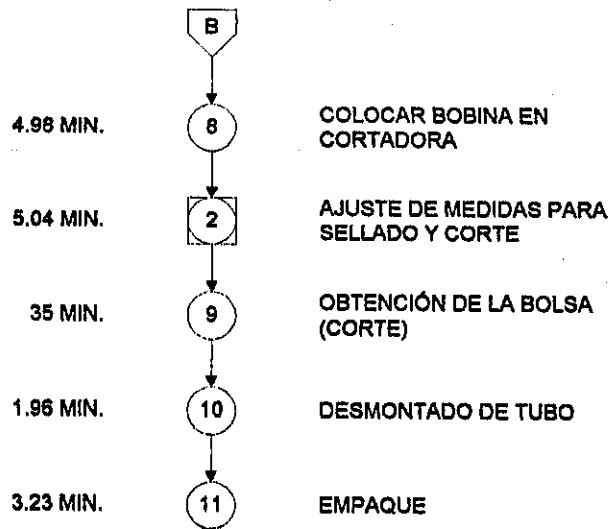 B
4.98 MIN.
8
COLOCAR BOBINA EN
CORTADORA
5.04 MIN.
2
AJUSTE DE MEDIDAS PARA
SELLADO Y CORTE
35 MIN.
9
OBTENCIÓN DE LA BOLSA
(CORTE)
1.96 MIN.
10
DESMONTADO DE TUBO
3.23 MIN.
11
EMPAQUE